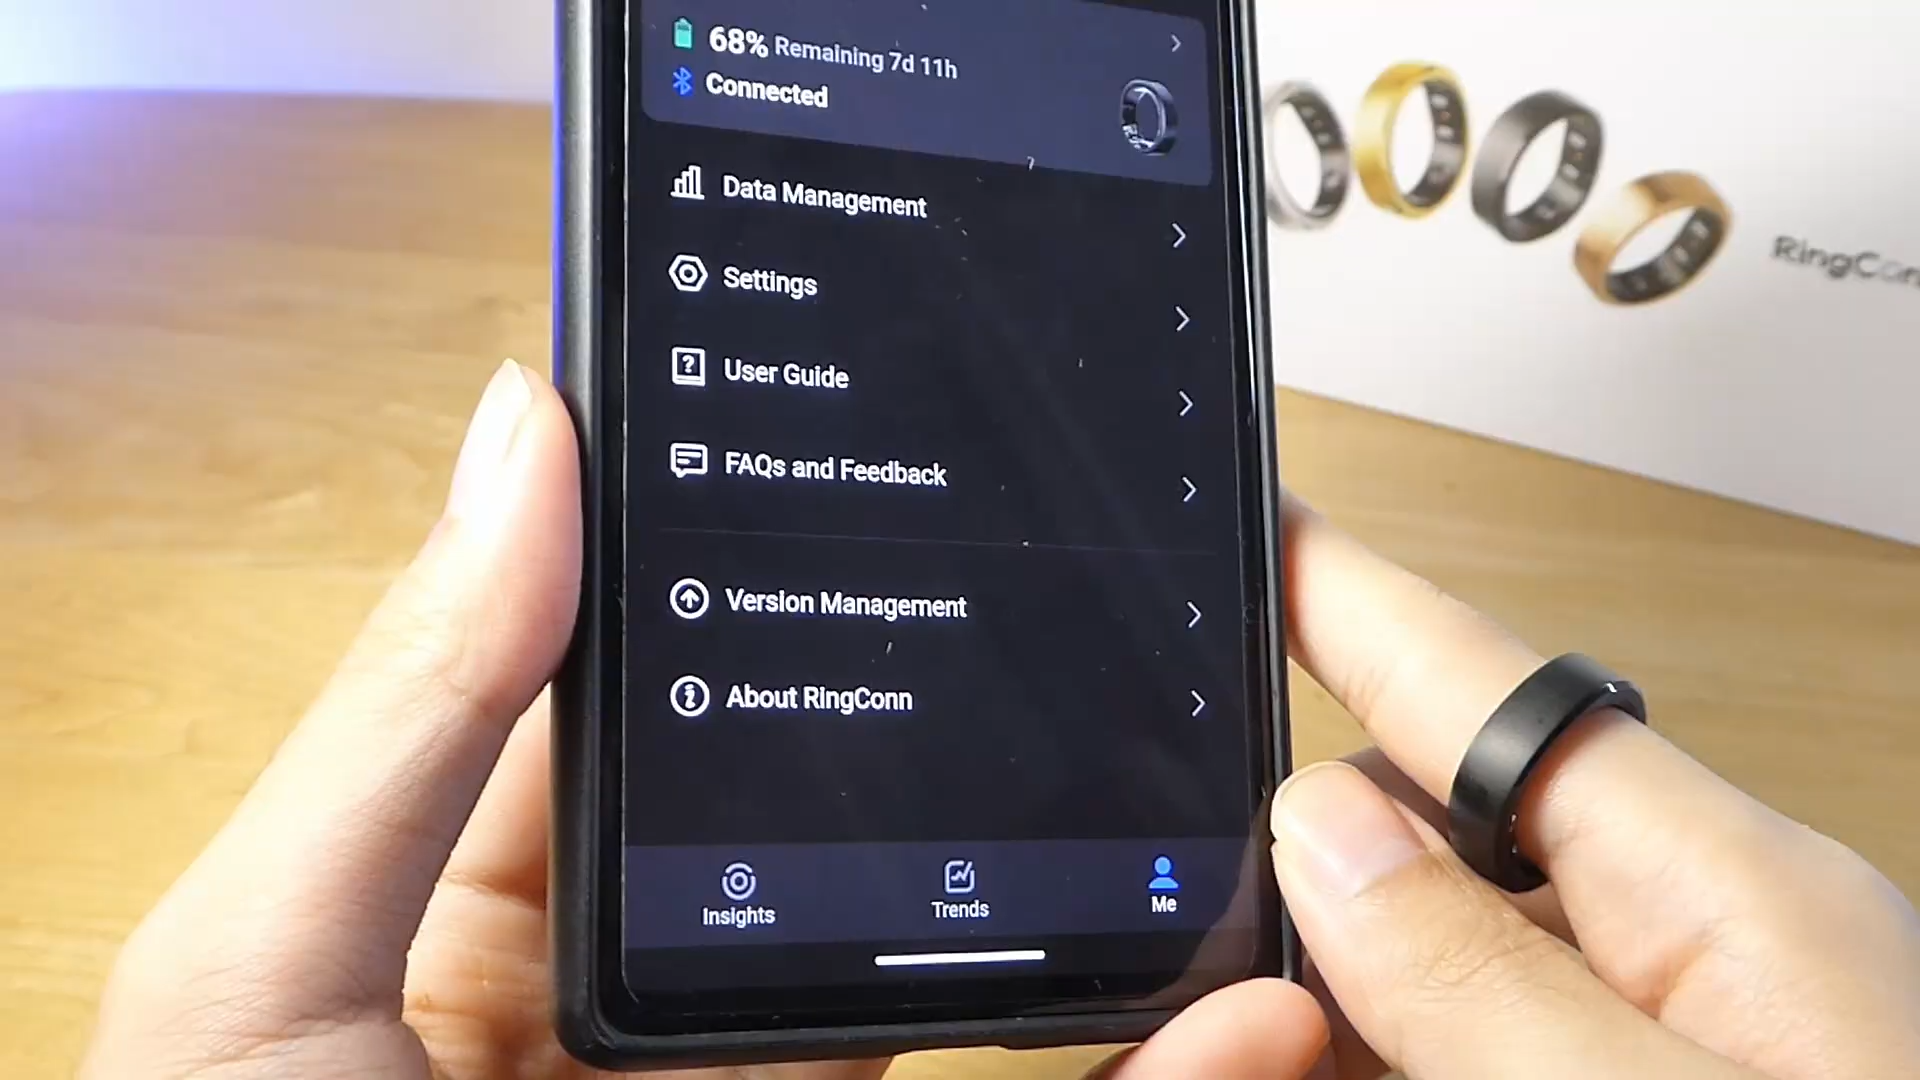 68% Remaining 7d 11h
Connected
Data Management
Settings
User Guide
FAQs and Feedback
Version Management
About RingConn
Insights
Trends
Me
RingConn